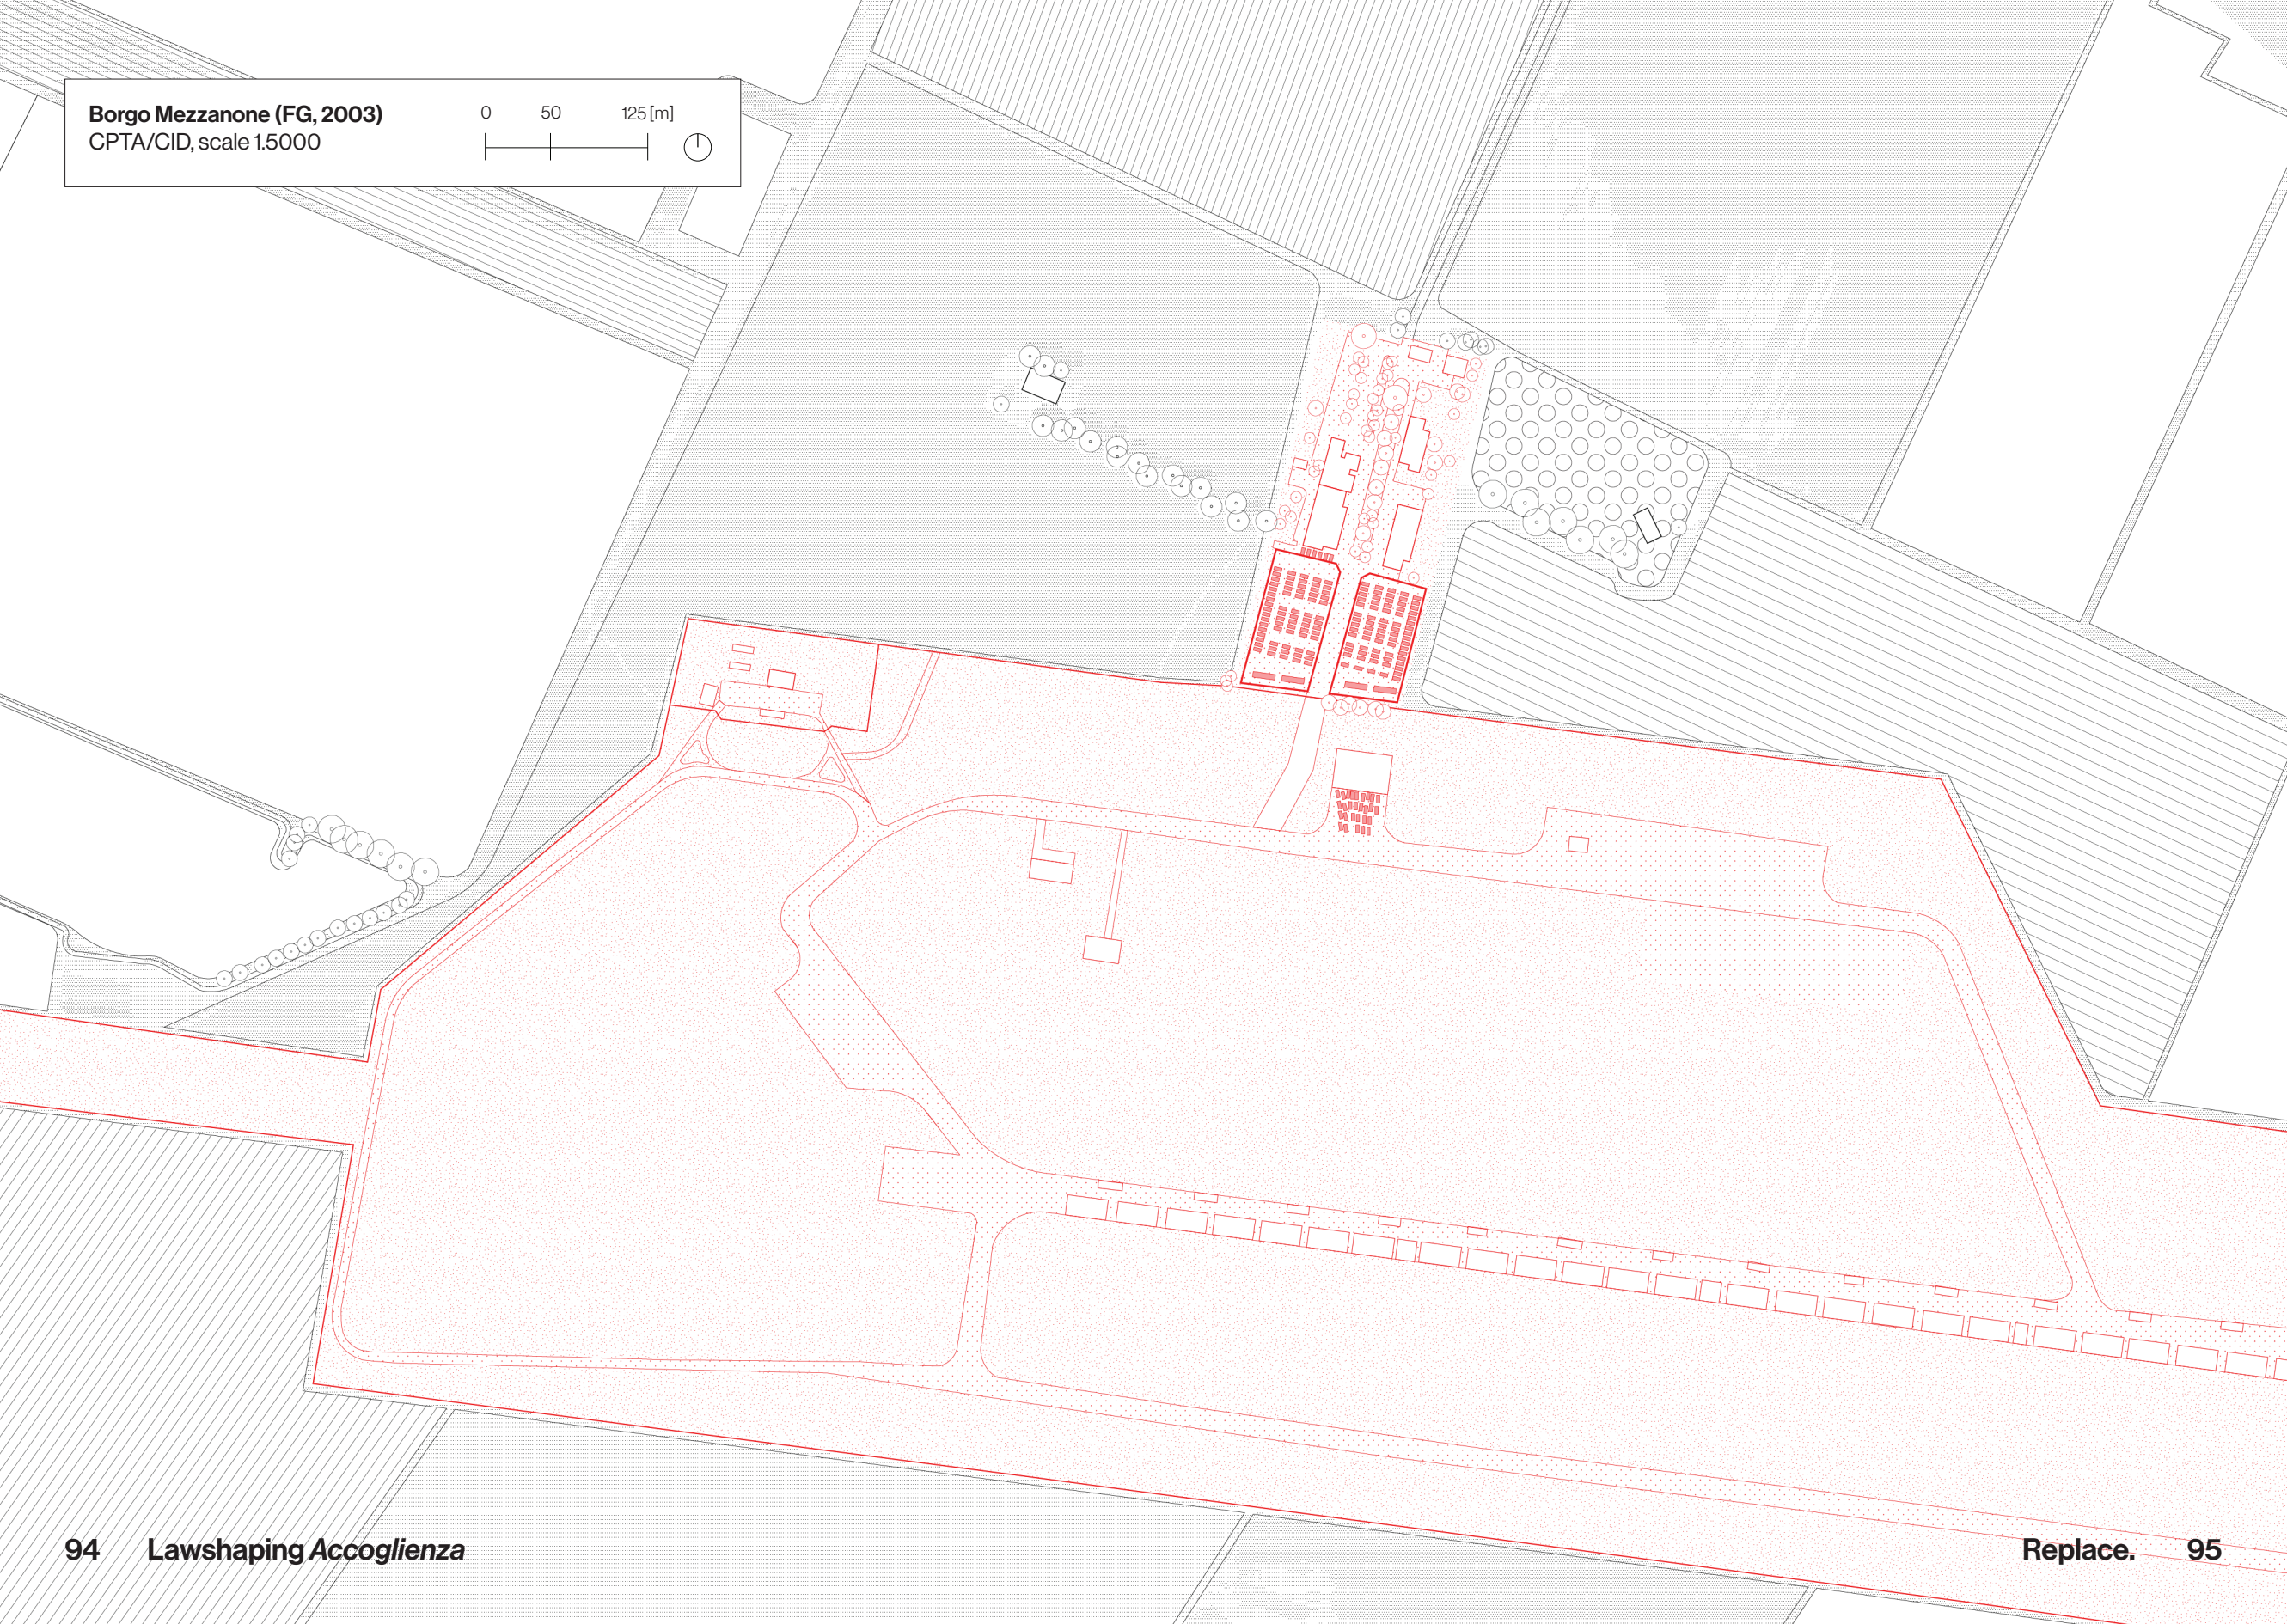 Borgo Mezzanone (FG, 2003)
CPTA/CID, scale 1.5000
0 50 125 [m]
94 Lawshaping Accoglienza
Replace. 95